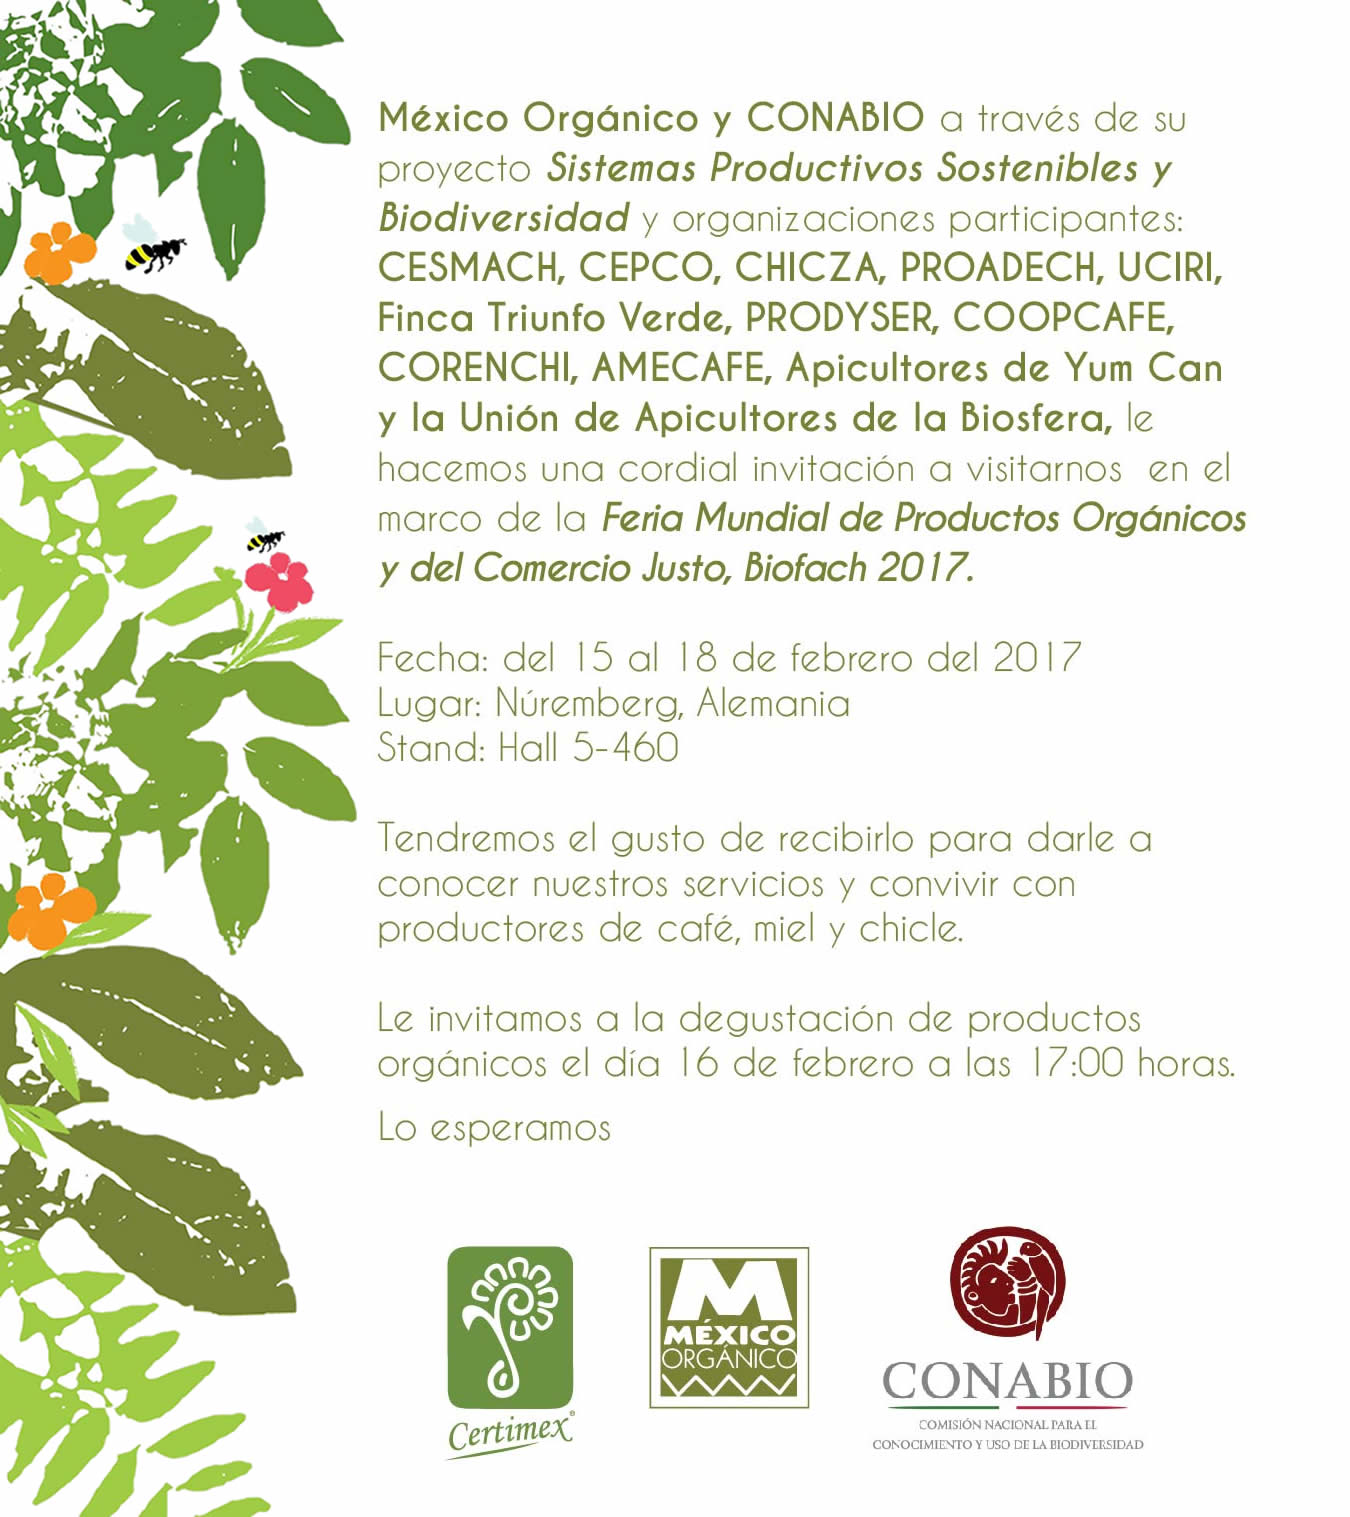 México Orgánico y CONABIO a través de su
proyecto Sistemas Productivos Sostenibles y
Biodiversidad y organizaciones participantes:
CESMACH, CEPCO, CHICZA, PROADECH, UCIRI,
Finca Triunfo Verde, PRODYSER, COOPCAFE,
CORENCHI, AMECAFE, Apicultores de Yum Can
y la Unión de Apicultores de la Biosfera, le
hacemos una cordial invitación a visitarnos en el
marco de la Feria Mundial de Productos Orgánicos
y del Comercio Justo, Biofach 2017.
Fecha: del 15 al 18 de febrero del 2017
Lugar: Núremberg, Alemania
Stand: Hall 5-460
Tendremos el gusto de recibirlo para darle a
conocer nuestros servicios y convivir con
productores de café, miel y chicle.
Le invitamos a la degustación de productos
orgánicos el día 16 de febrero a las 17:00 horas.
Lo esperamos
Certimex®
M
MÉXICO
ORGÁNICO
CONABIO
COMISIÓN NACIONAL PARA EL
CONOCIMIENTO Y USO DE LA BIODIVERSIDAD